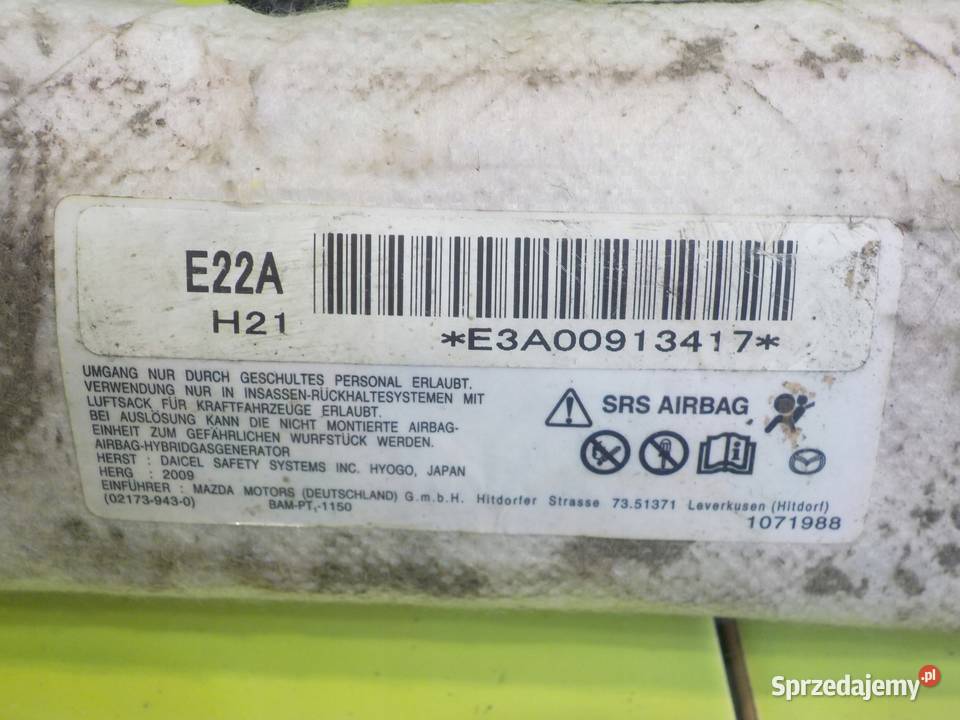 E22A
H21
*E3A00913417*
UMGANG NUR DURCH GESCHULTES PERSONAL ERLAUBT.
VERWENDUNG NUR IN INSASSEN-RÜCKHALTESYSTEMEN MIT
LUFTSACK FÜR KRAFTFAHRZEUGE ERLAUBT.
BEI AUSLÖSUNG KANN DIE NICHT MONTIERTE AIRBAG-
EINHEIT ZUM GEFÄHRLICHEN WURFSTÜCK WERDEN.
AIRBAG-HYBRIDGASGENERATOR
HERST : DAICEL SAFETY SYSTEMS INC. HYOGO, JAPAN
HERG : 2009
EINFÜHRER : MAZDA MOTORS (DEUTSCHLAND) G.m.b.H. Hitdorfer Strasse 73.51371 Leverkusen (Hitdorf)
(02173-943-0) BAM-PT,-1150
SRS AIRBAG
1071988
Sprzedajemy.pl